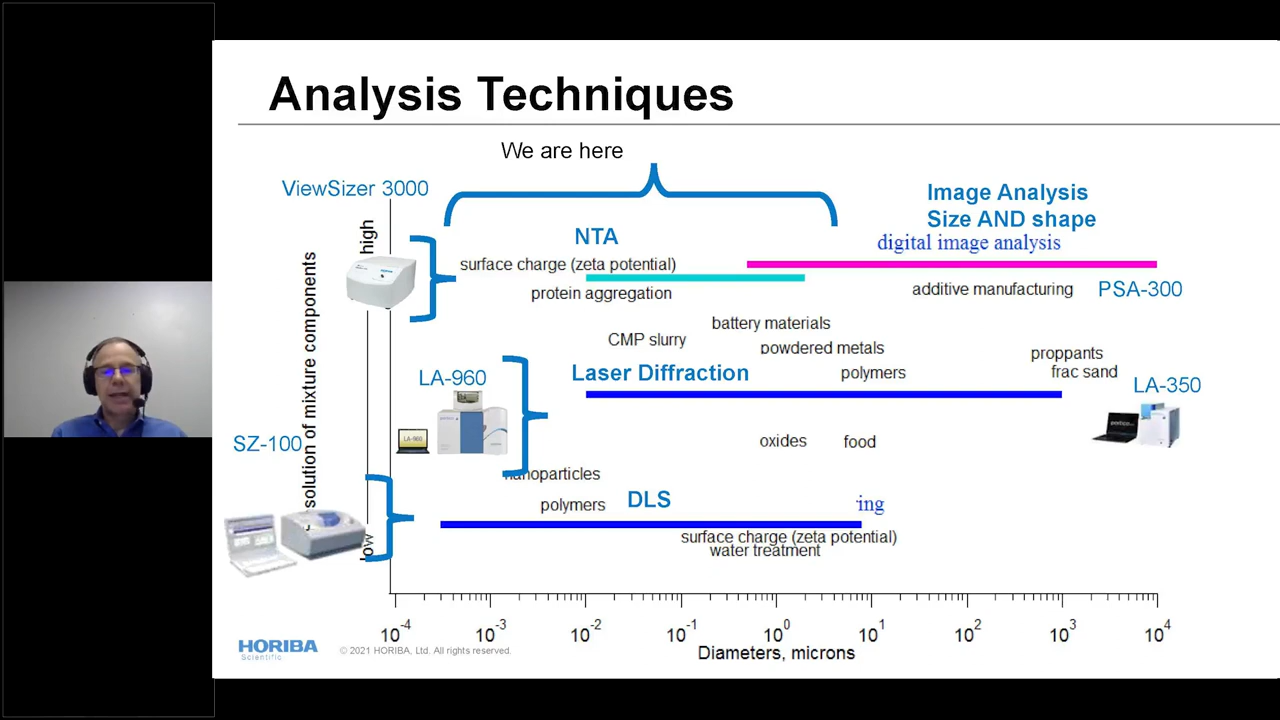 Analysis Techniques
We are here
ViewSizer 3000
Image Analysis
Size AND shape
high
NTA
digital image analysis
surface charge (zeta potential)
protein aggregation
additive manufacturing
PSA-300
solution of mixture components
battery materials
CMP slurry
powdered metals
proppants
frac sand
LA-960
Laser Diffraction
polymers
LA-350
LA-960
SZ-100
oxides
food
nanoparticles
polymers
DLS
ring
surface charge (zeta potential)
water treatment
low
10-4
10-3
10-2
10-1
100
101
102
103
104
Diameters, microns
HORIBA
Scientific
© 2021 HORIBA, Ltd. All rights reserved.